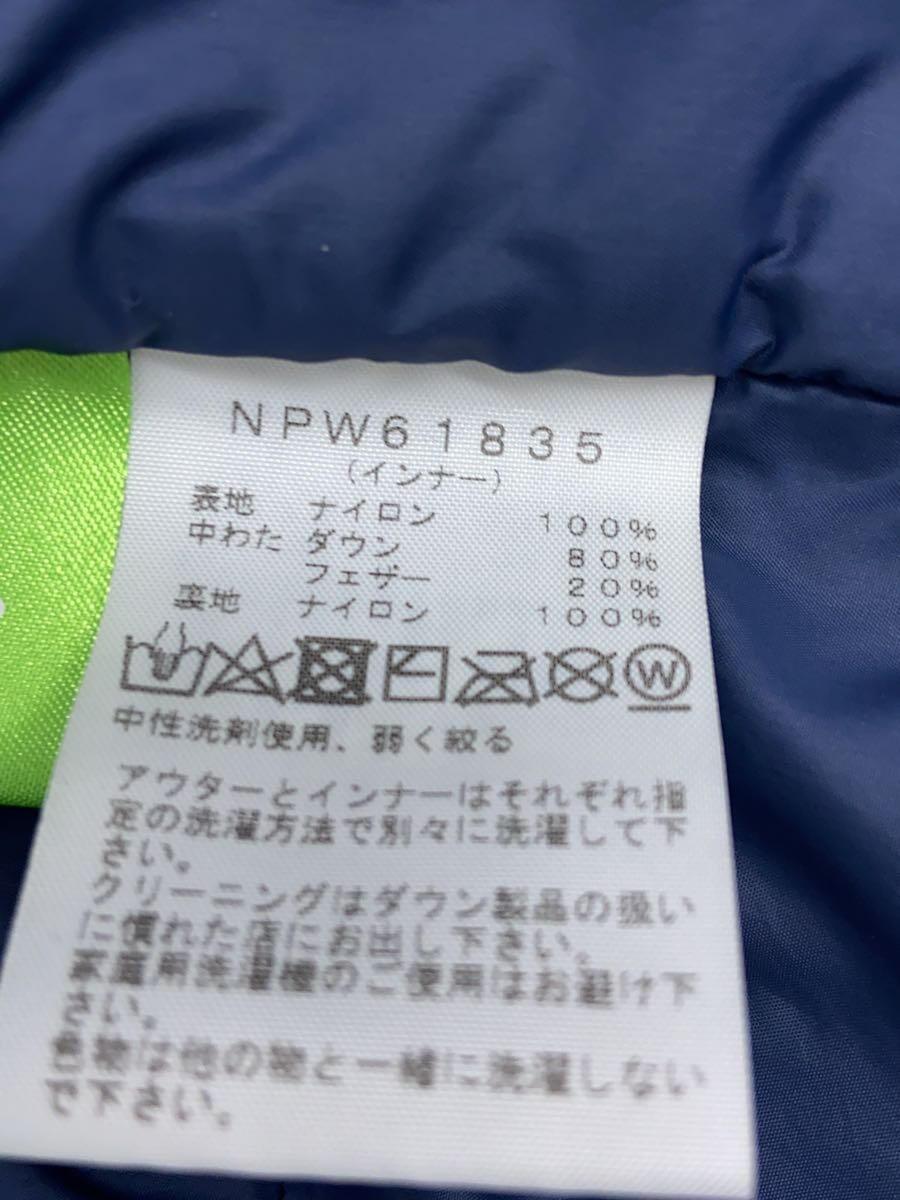 NPW61835
(インナー)
表地 ナイロン 100%
中わた ダウン 80%
フェザー 20%
裏地 ナイロン 100%
W
中性洗剤使用、弱く絞る
アウターとインナーはそれぞれ指
定の洗濯方法で別々に洗濯して下
さい。
クリーニングはダウン製品の扱い
に慣れた店にお出し下さい。
家庭用洗濯機のご使用はお避け下
さい。
色物は他の物と一緒に洗濯しない
で下さい。